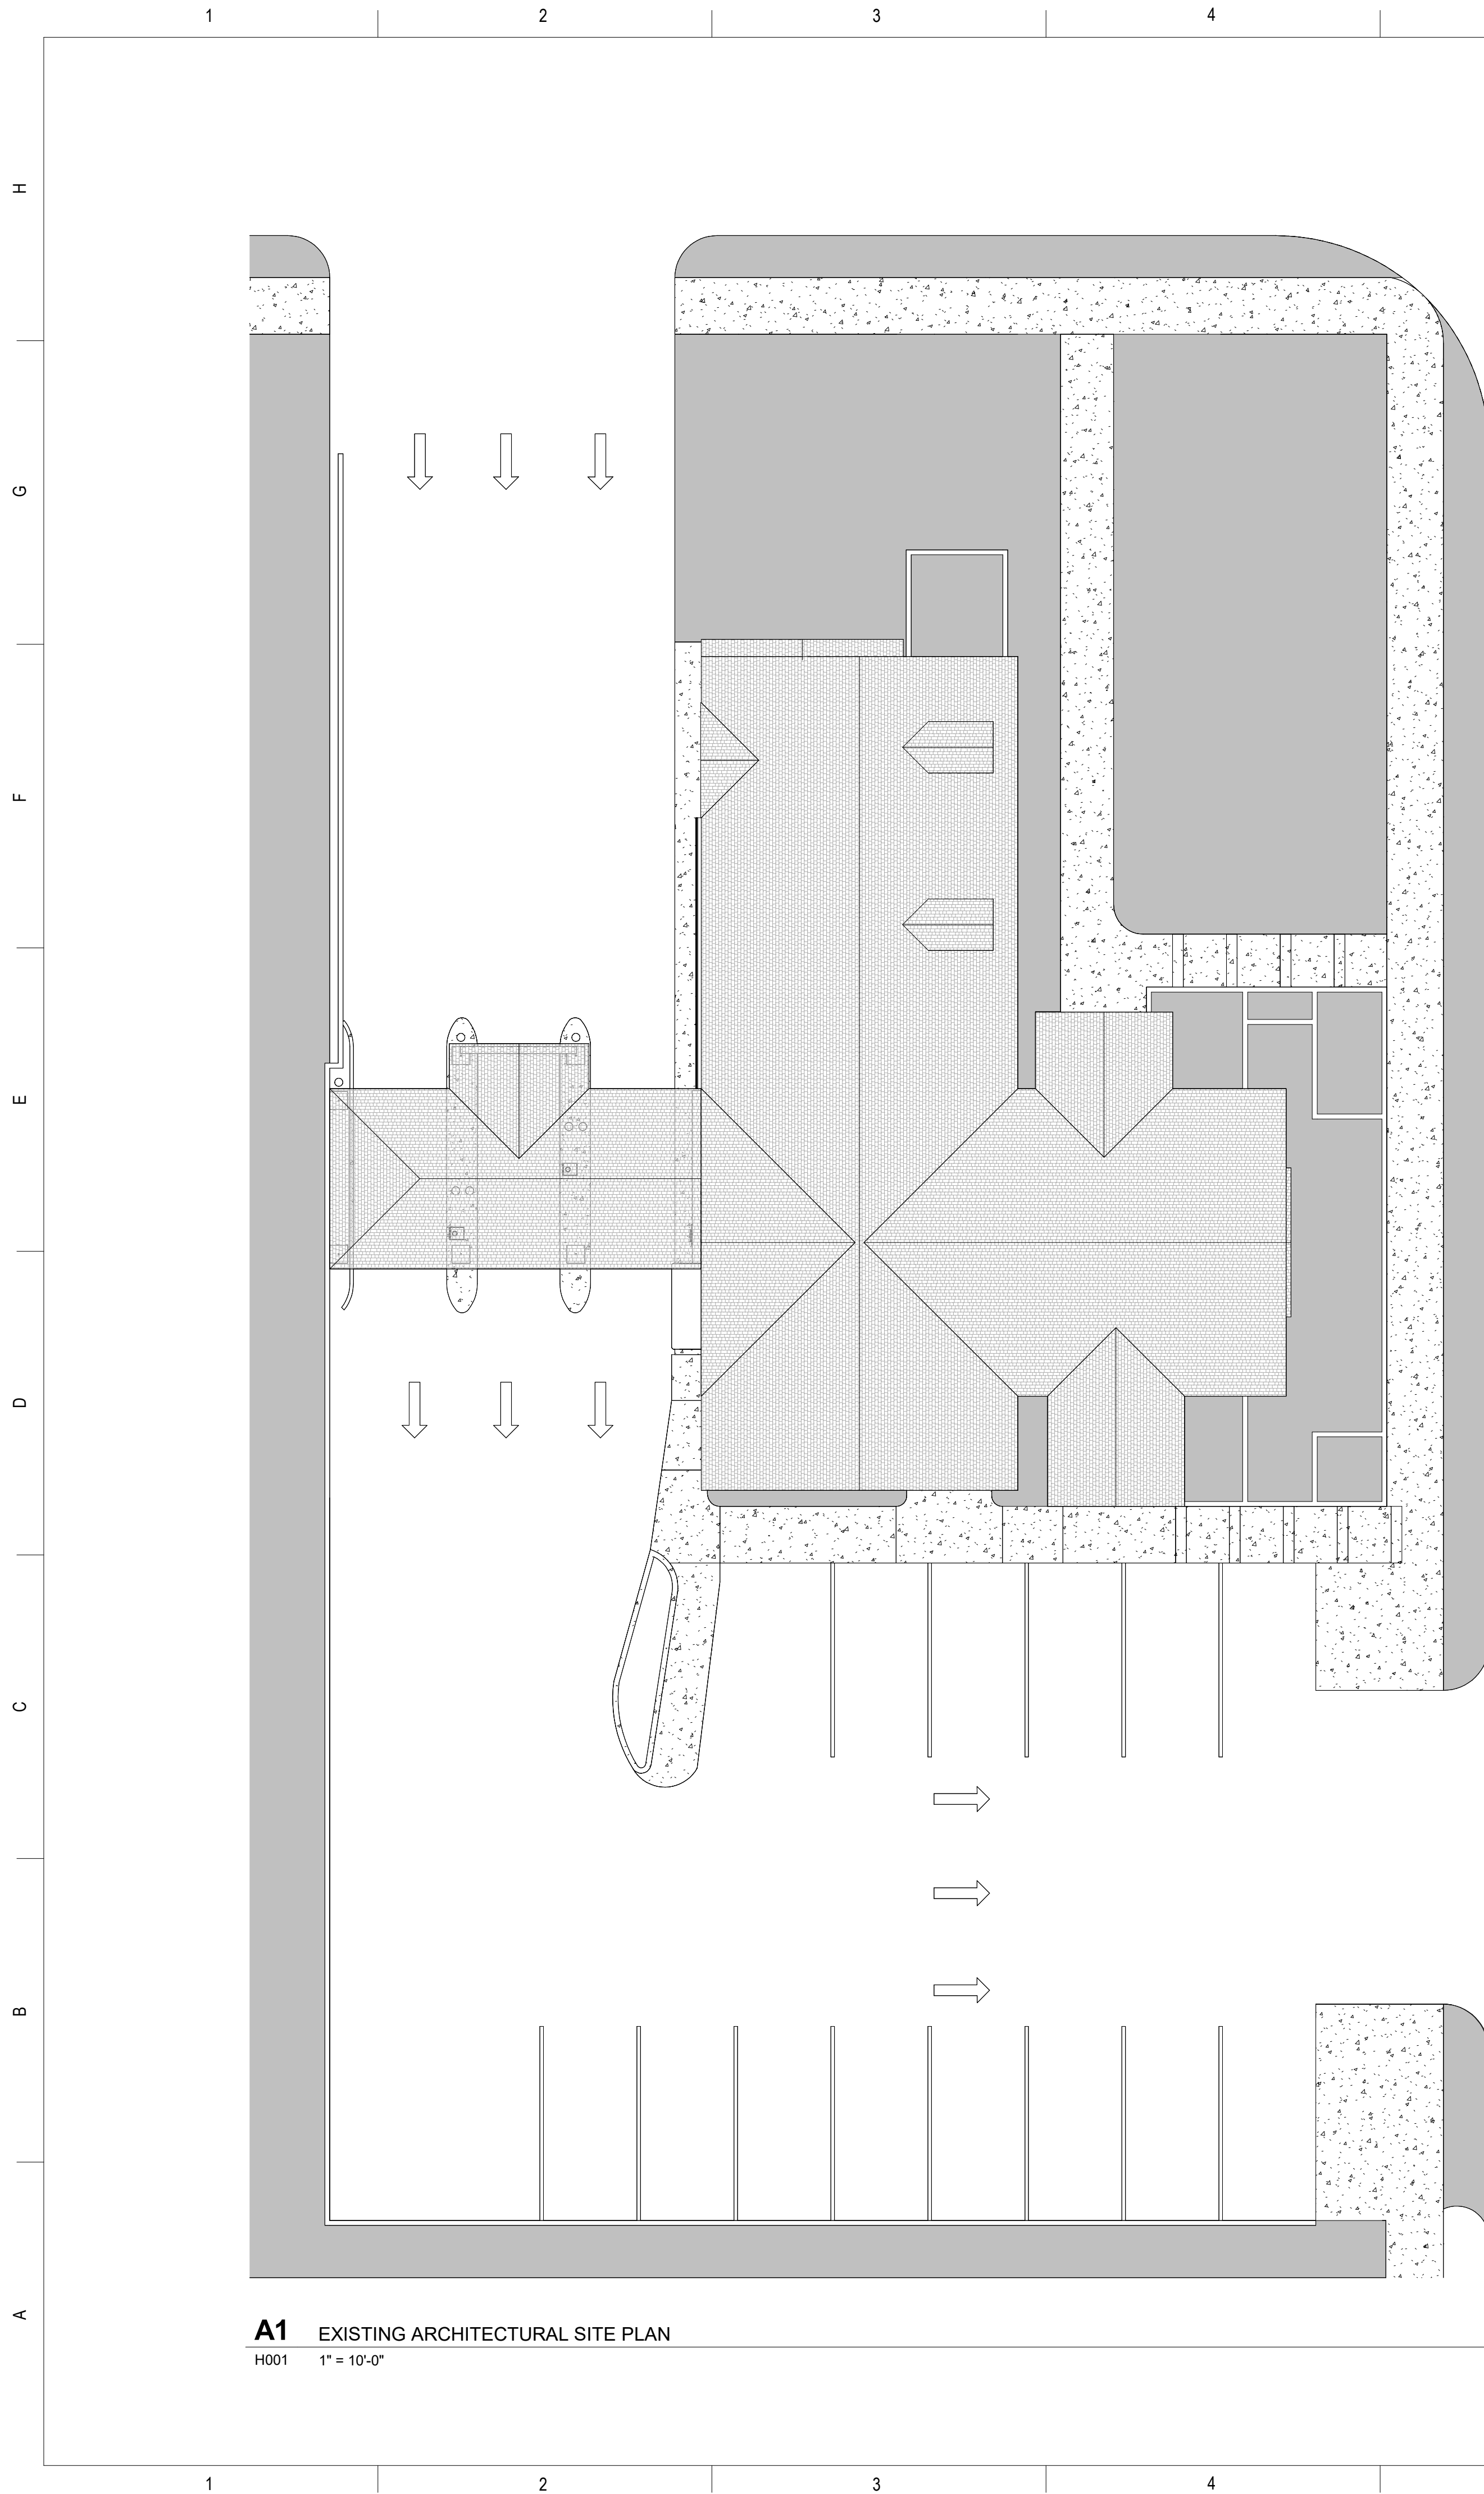 1 2 3 4
H
G
F
E
D
C
B
A
A1 EXISTING ARCHITECTURAL SITE PLAN
H001 1" = 10'-0"
1 2 3 4